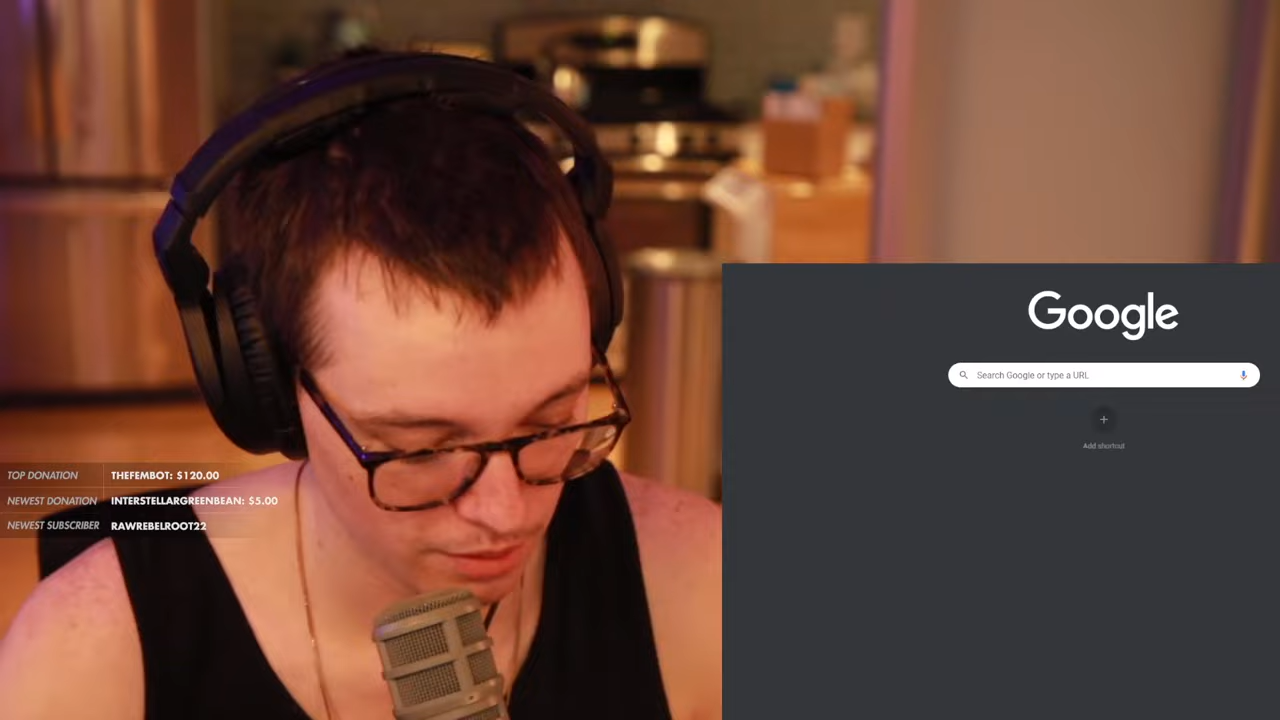 TOP DONATION THEFEMBOT: $120.00
NEWEST DONATION INTERSTELLARGREENBEAN: $5.00
NEWEST SUBSCRIBER RAWREBELROOT22
Google
Search Google or type a URL
Add shortcut